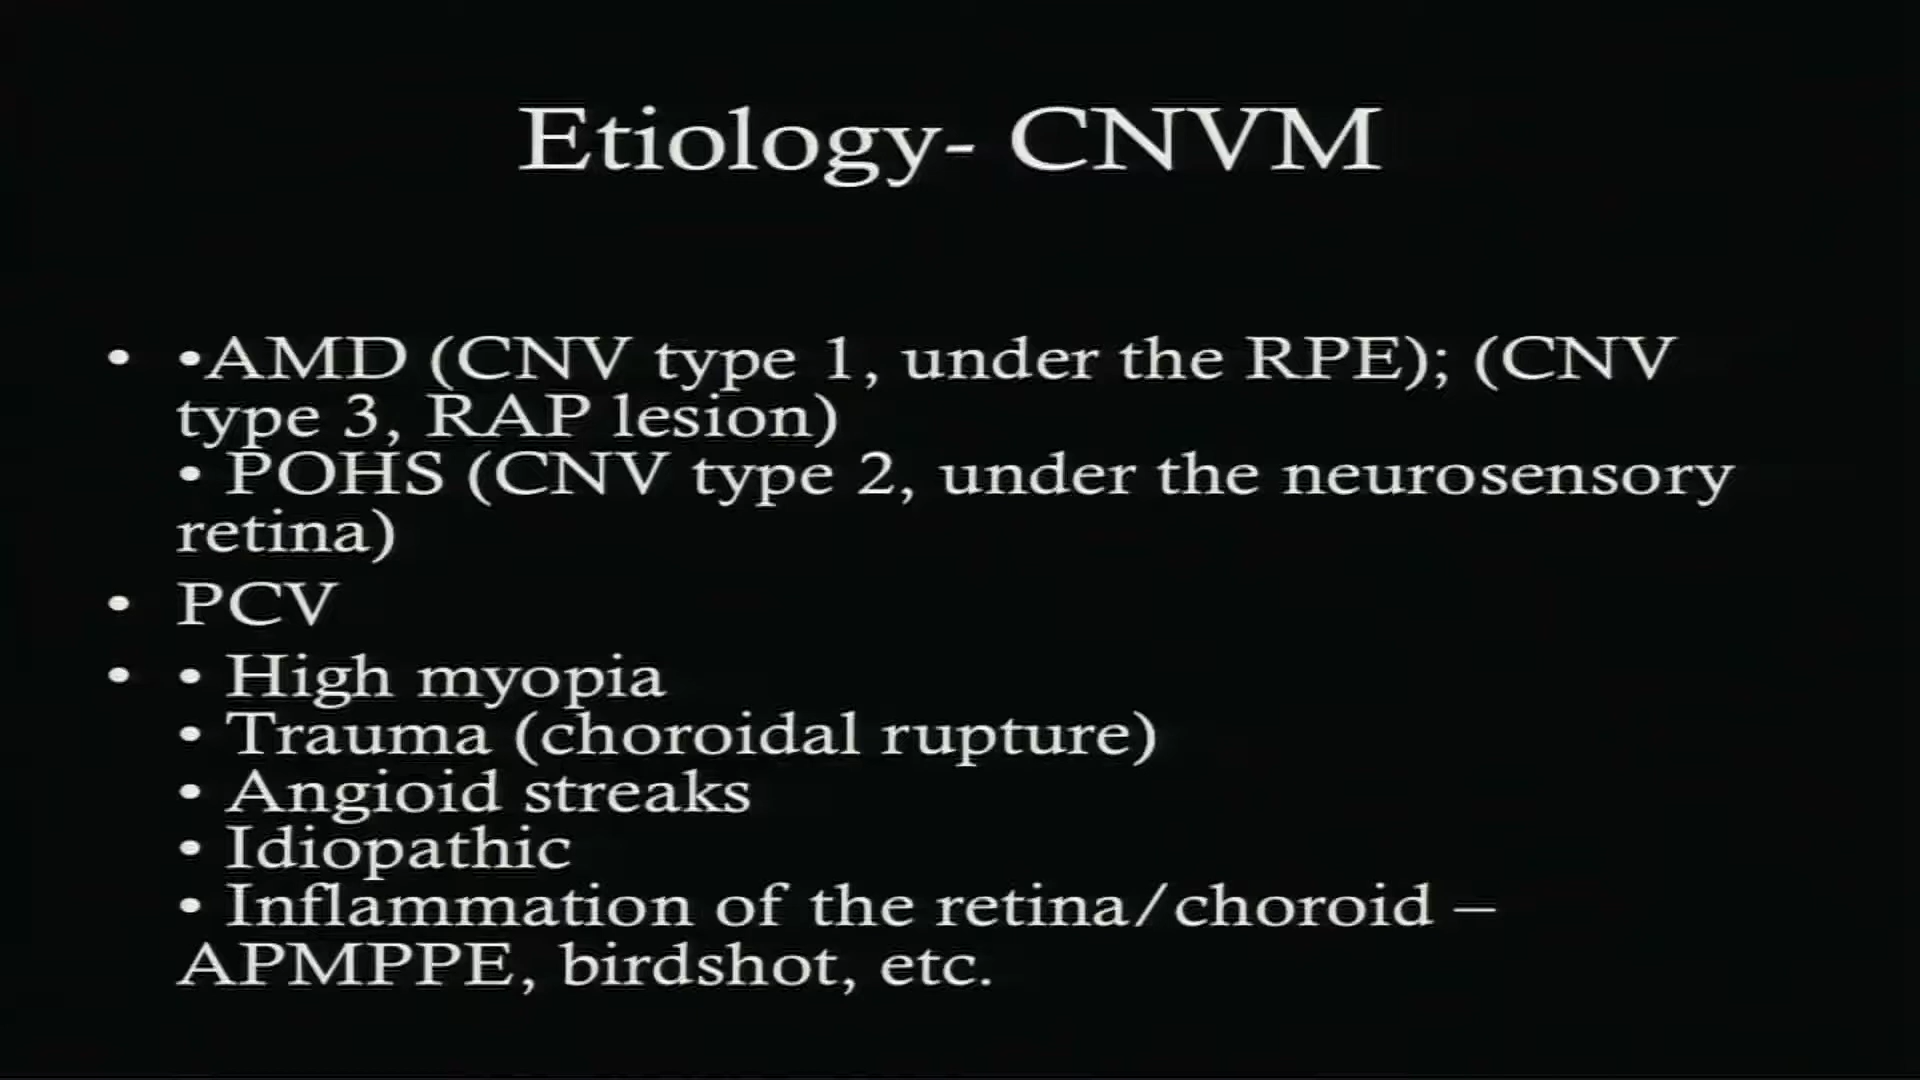 Etiology- CNVM
• •AMD (CNV type 1, under the RPE); (CNV
type 3, RAP lesion)
• POHS (CNV type 2, under the neurosensory
retina)
• PCV
• • High myopia
• Trauma (choroidal rupture)
• Angioid streaks
• Idiopathic
• Inflammation of the retina/choroid –
APMPPE, birdshot, etc.